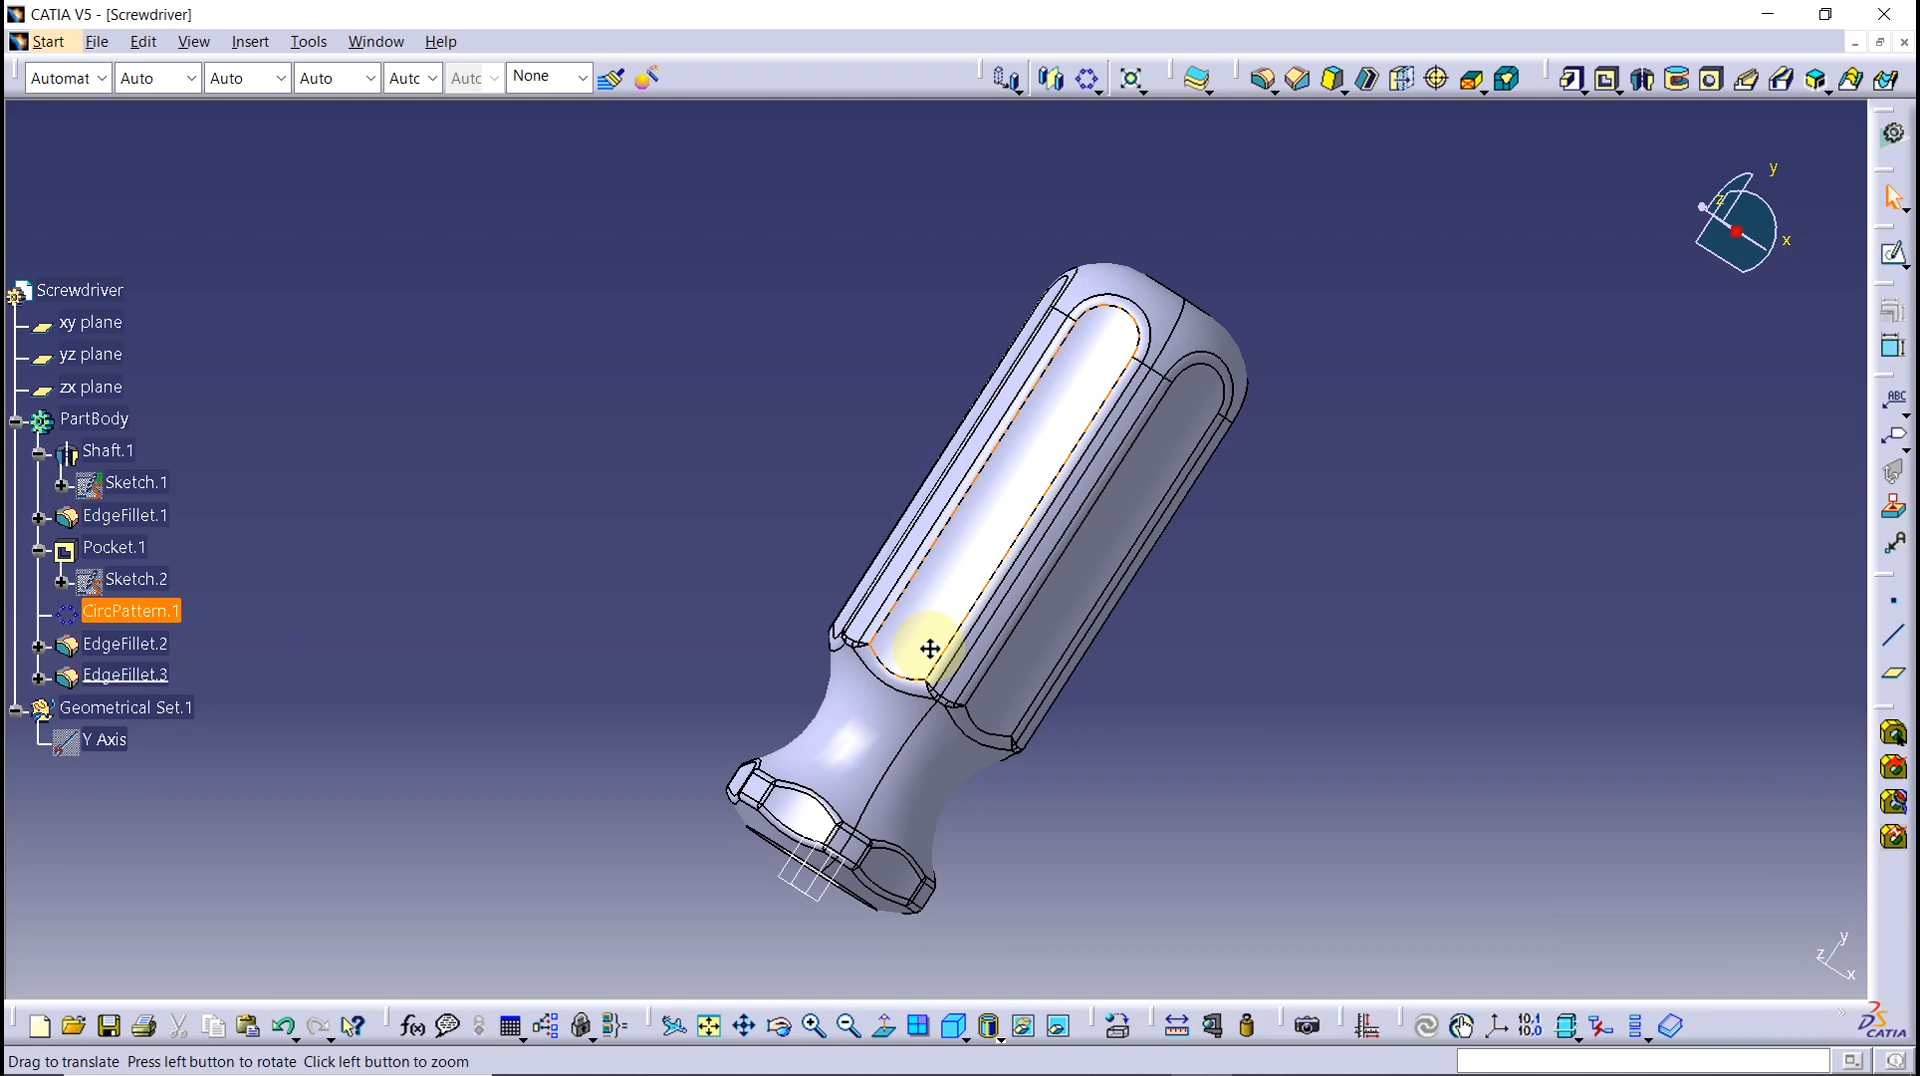 CATIA V5 - [Screwdriver]
Start File Edit View Insert Tools Window Help
Automat Auto Auto Auto Autc Autc None
y
z
x
Screwdriver
xy plane
yz plane
zx plane
PartBody
Shaft.1
Sketch.1
EdgeFillet.1
Pocket.1
Sketch.2
CircPattern.1
EdgeFillet.2
EdgeFillet.3
Geometrical Set.1
Y Axis
ABC
y
z
x
f(x)
10.0
CATIA
Drag to translate Press left button to rotate Click left button to zoom